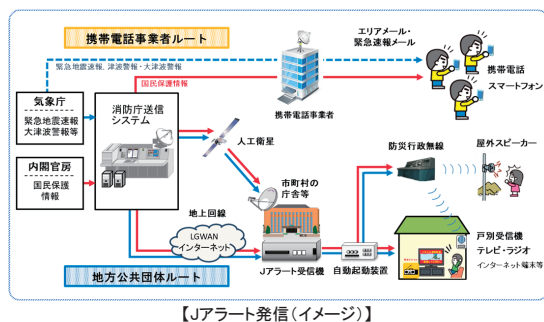 携帯電話事業者ルート
エリアメール・
緊急速報メール
緊急地震速報、津波警報・大津波警報
国民保護情報
携帯電話
スマートフォン
携帯電話事業者
気象庁
緊急地震速報
大津波警報等
消防庁送信
システム
人工衛星
防災行政無線
屋外スピーカー
内閣官房
国民保護
情報
市町村の
庁舎等
地上回線
LGWAN
インターネット
Jアラート受信機
自動起動装置
戸別受信機
テレビ・ラジオ
インターネット端末等
地方公共団体ルート
【Jアラート発信(イメージ)】